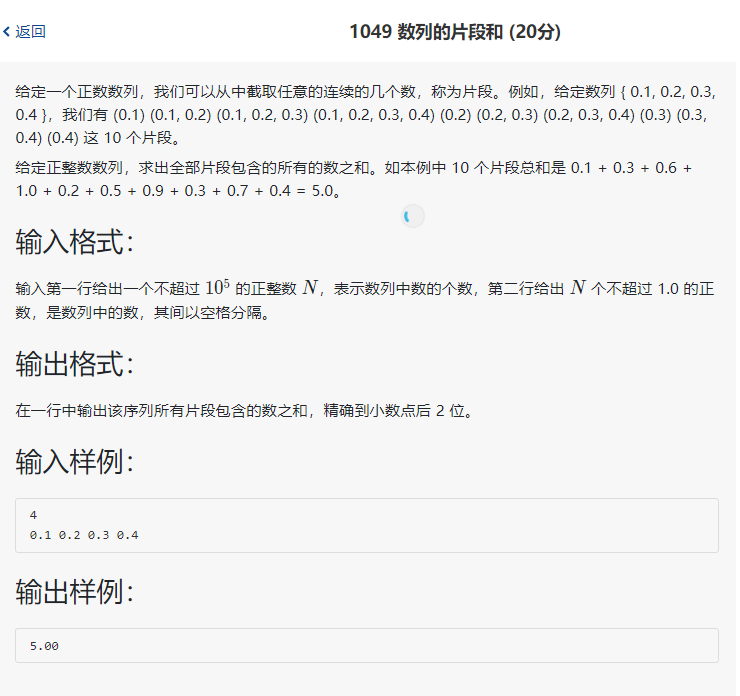 返回
1049 数列的片段和 (20分)
给定一个正数数列，我们可以从中截取任意的连续的几个数，称为片段。例如，给定数列 { 0.1, 0.2, 0.3,
0.4 }，我们有 (0.1) (0.1, 0.2) (0.1, 0.2, 0.3) (0.1, 0.2, 0.3, 0.4) (0.2) (0.2, 0.3) (0.2, 0.3, 0.4) (0.3) (0.3,
0.4) (0.4) 这 10 个片段。
给定正整数数列，求出全部片段包含的所有的数之和。如本例中 10 个片段总和是 0.1 + 0.3 + 0.6 +
1.0 + 0.2 + 0.5 + 0.9 + 0.3 + 0.7 + 0.4 = 5.0。
输入格式：
输入第一行给出一个不超过 10⁵ 的正整数 N，表示数列中数的个数，第二行给出 N 个不超过 1.0 的正
数，是数列中的数，其间以空格分隔。
输出格式：
在一行中输出该序列所有片段包含的数之和，精确到小数点后 2 位。
输入样例：
4
0.1 0.2 0.3 0.4
输出样例：
5.00